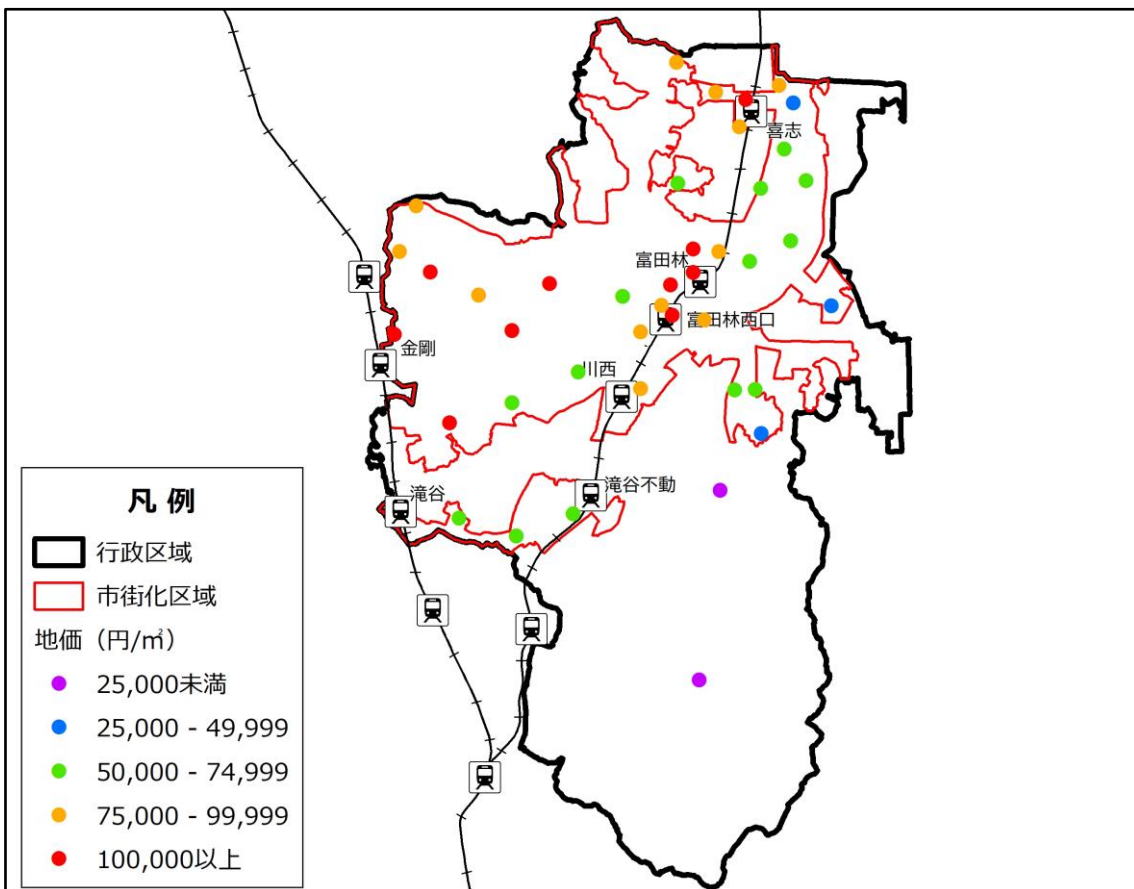 喜志
富田林
富田林西口
金剛
川西
滝谷
滝谷不動
凡 例
行政区域
市街化区域
地価（円/㎡）
25,000未満
25,000 - 49,999
50,000 - 74,999
75,000 - 99,999
100,000以上